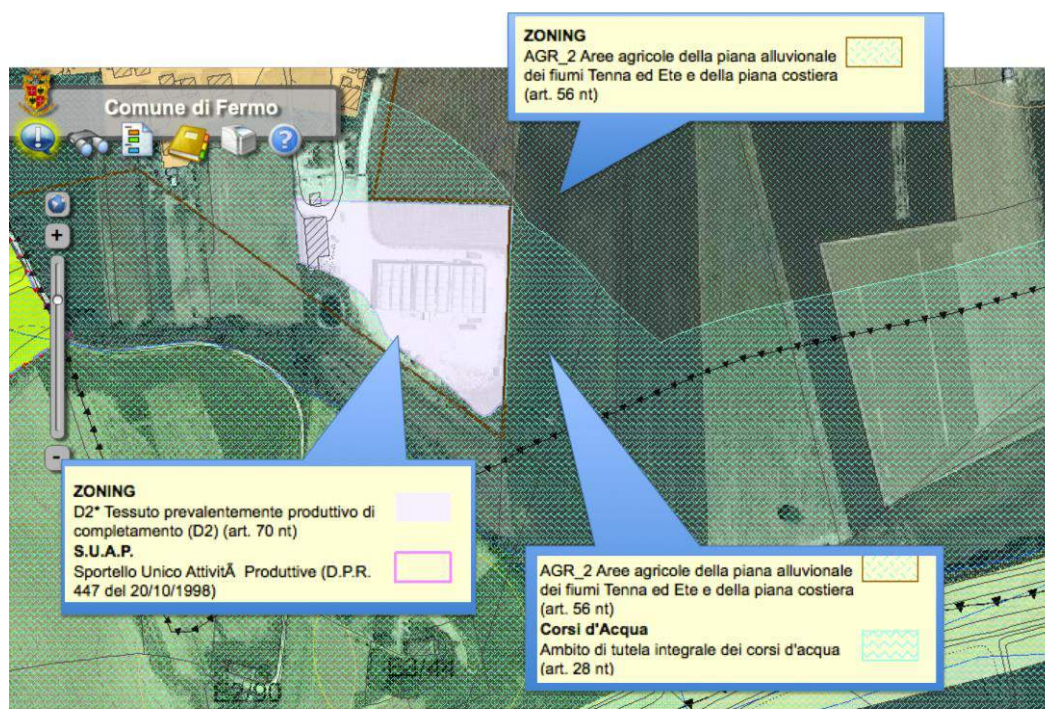 ZONING
AGR_2 Aree agricole della piana alluvionale
dei fiumi Tenna ed Ete e della piana costiera
(art. 56 nt)
Comune di Fermo
ZONING
D2* Tessuto prevalentemente produttivo di
completamento (D2) (art. 70 nt)
S.U.A.P.
Sportello Unico AttivitÃ Produttive (D.P.R.
447 del 20/10/1998)
AGR_2 Aree agricole della piana alluvionale
dei fiumi Tenna ed Ete e della piana costiera
(art. 56 nt)
Corsi d'Acqua
Ambito di tutela integrale dei corsi d'acqua
(art. 28 nt)
E2/90